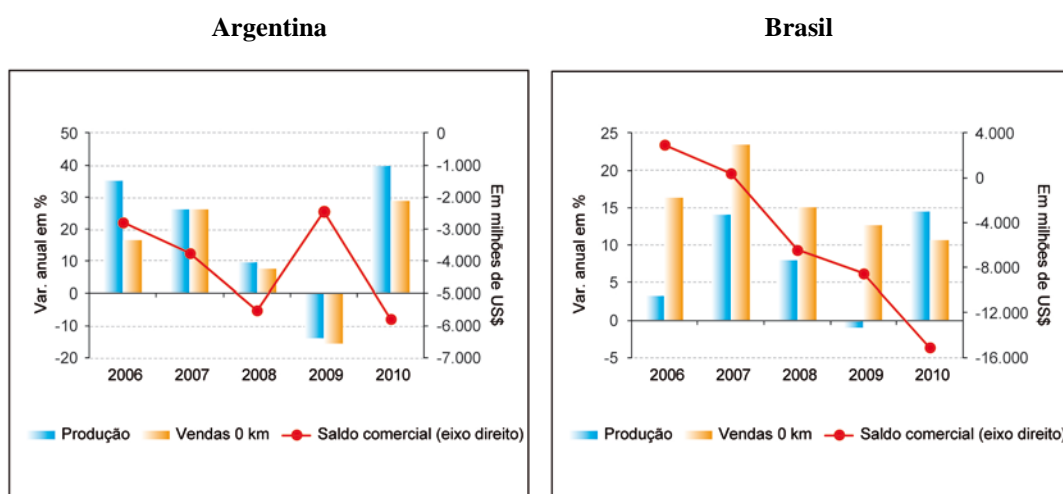 Argentina
Brasil
50
40
30
20
10
0
-10
-20
Var. anual em %
0
-1.000
-2.000
-3.000
-4.000
-5.000
-6.000
-7.000
Em milhões de US$
2006 2007 2008 2009 2010
Produção Vendas 0 km Saldo comercial (eixo direito)
25
20
15
10
5
0
-5
Var. anual em %
4.000
0
-4.000
-8.000
-12.000
-16.000
Em milhões de US$
2006 2007 2008 2009 2010
Produção Vendas 0 km Saldo comercial (eixo direito)